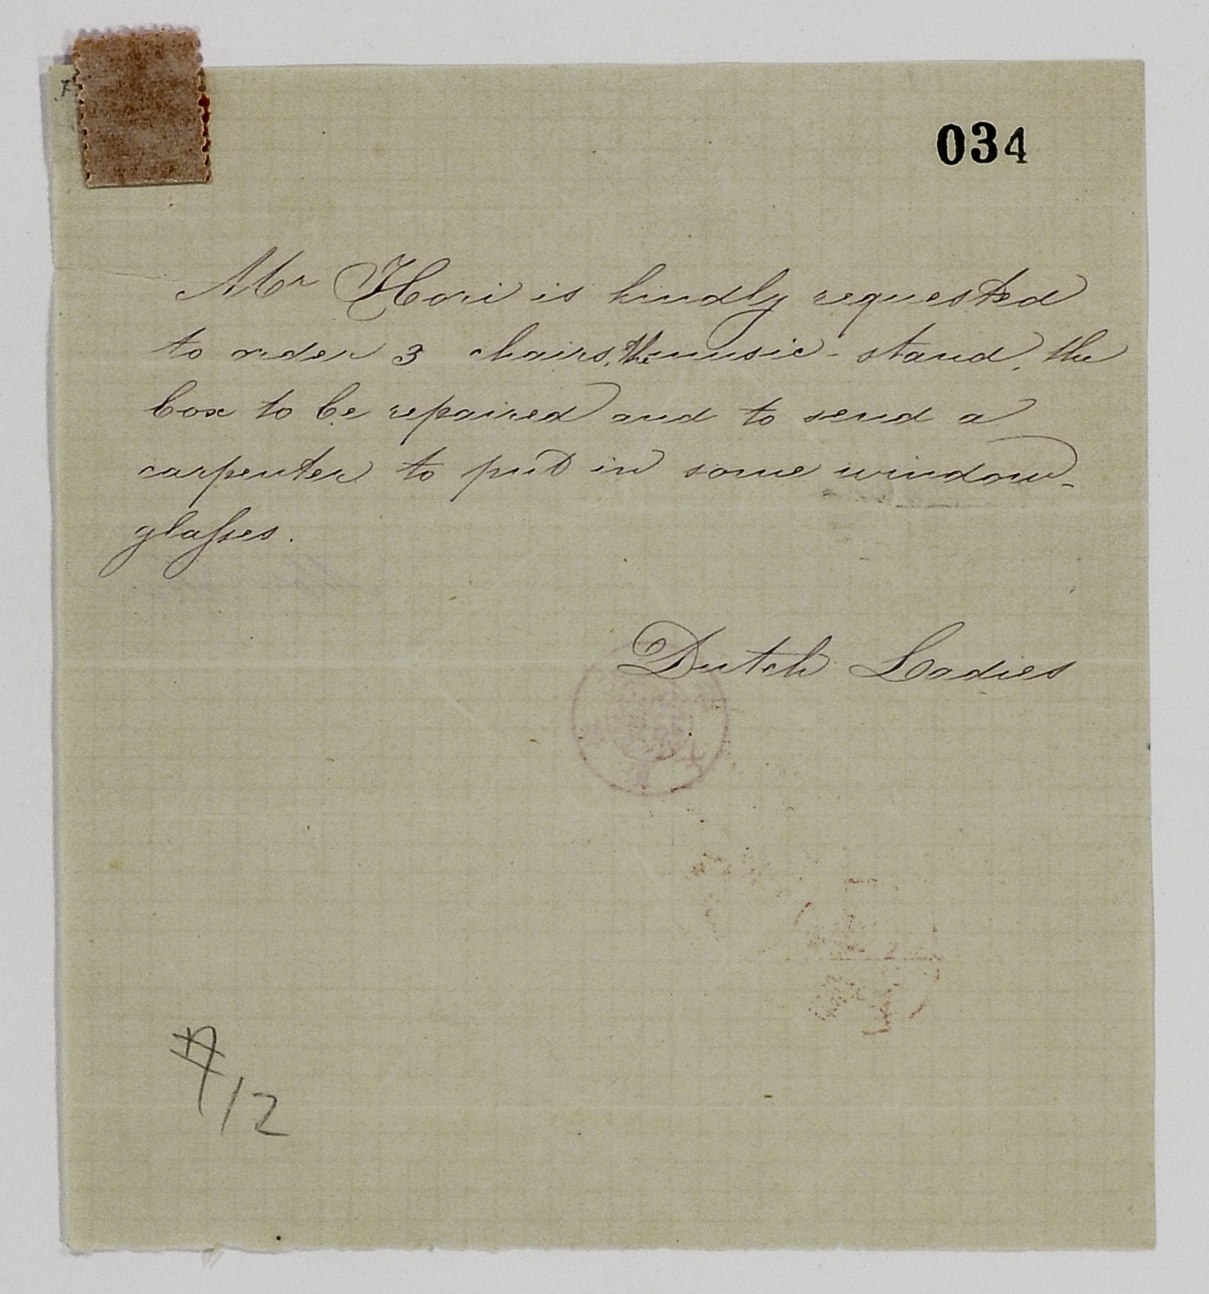 034
Mr Hori is kindly requested
to order 3 chairs, the music-stand, the
box to be repaired and to send a
carpenter to put in some window-
glasses.
Dutch Ladies
/12